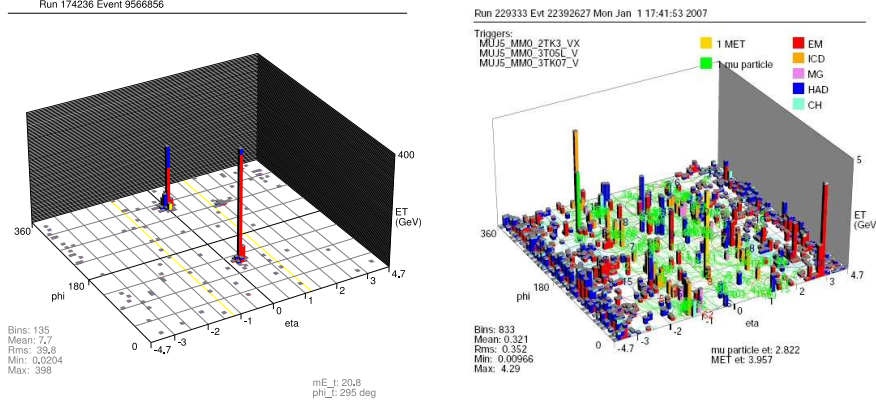 Run 174236 Event 9566856
400
ET
(GeV)
360
180
phi
0
-4.7
-3
-2
-1
0
1
2
3
4.7
eta
Bins: 135
Mean: 7.7
Rms: 39.8
Min: 0.0204
Max: 398
mE_t: 20.8
phi_t: 295 deg
Run 229333 Evt 22392627 Mon Jan 1 17:41:53 2007
Triggers:
MUJ5_MM0_2TK3_VX
MUJ5_MM0_3T05L_V
MUJ5_MM0_3TK07_V
1 MET
1 mu particle
EM
ICD
MG
HAD
CH
5
ET
(GeV)
360
180
phi
0
-4.7
-3
-2
-1
0
1
2
3
4.7
eta
Bins: 833
Mean: 0.321
Rms: 0.352
Min: 0.00966
Max: 4.29
mu particle et: 2.822
MET et: 3.957